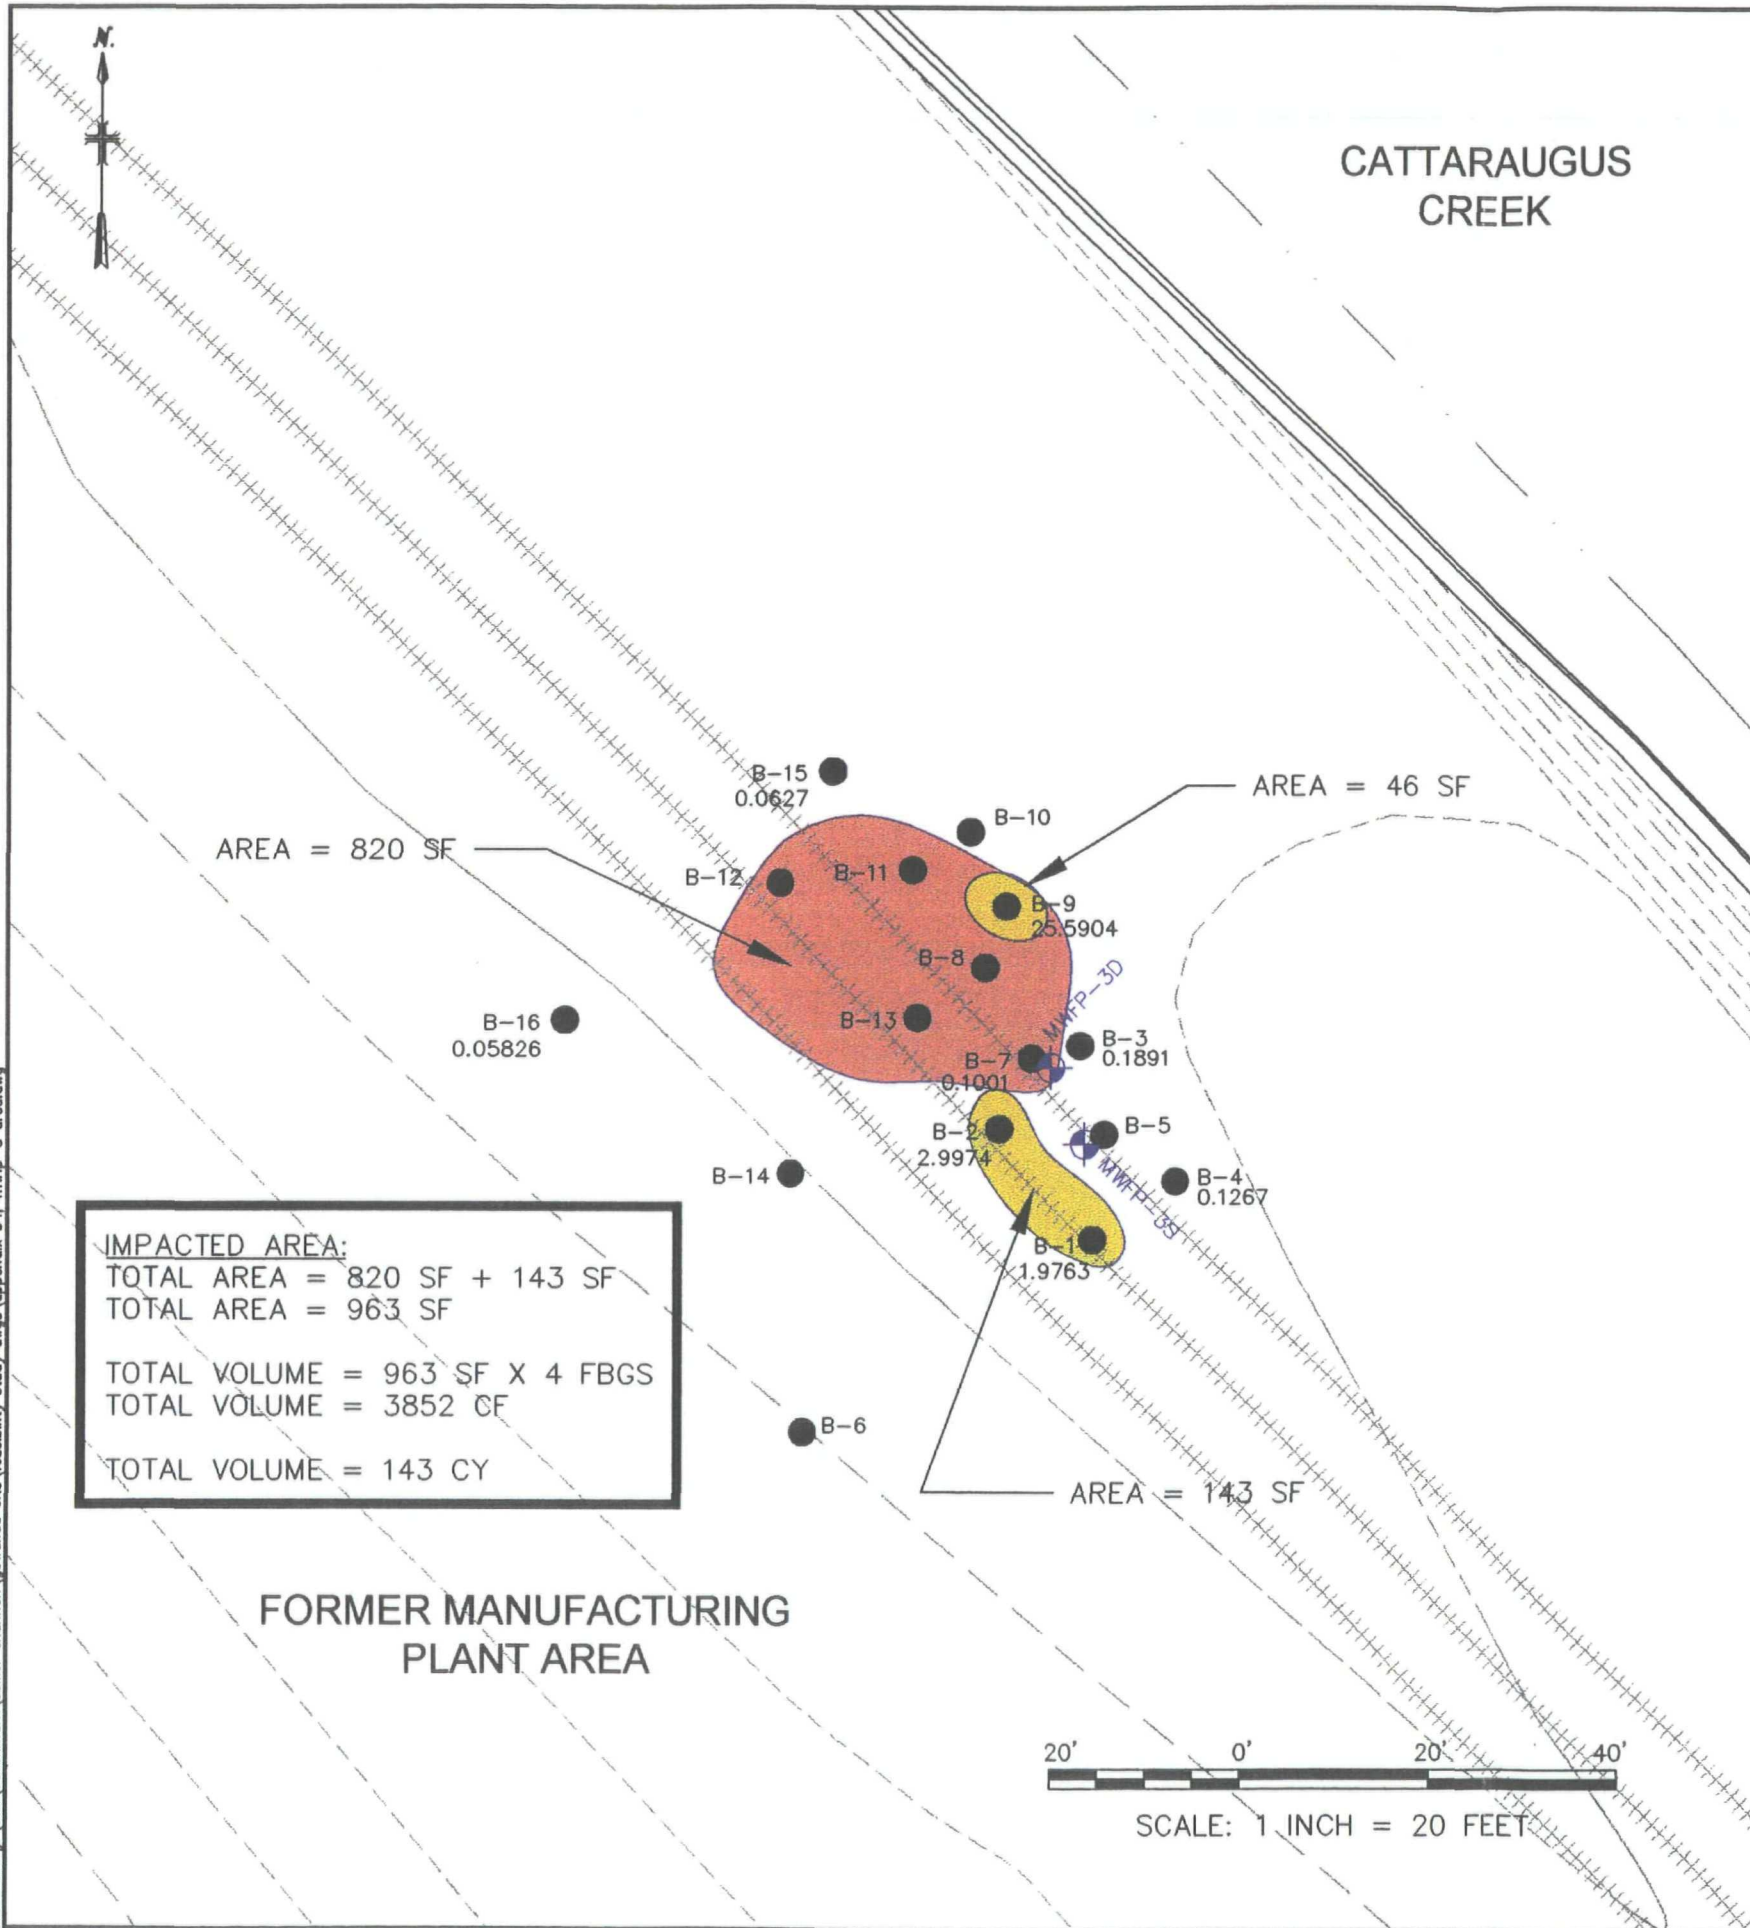 N.
CATTARAUGUS
CREEK
B-15
0.0627
AREA = 46 SF
B-10
AREA = 820 SF
B-11
B-12
B-9
25.5904
B-8
MWFP-3D
B-13
B-16
0.05826
B-3
0.1891
B-7
0.1001
B-5
B-2
2.9974
B-14
B-4
0.1267
MWFP-3S
B-1
1.9763
IMPACTED AREA:
TOTAL AREA = 820 SF + 143 SF
TOTAL AREA = 963 SF
TOTAL VOLUME = 963 SF X 4 FBGS
TOTAL VOLUME = 3852 CF
TOTAL VOLUME = 143 CY
B-6
AREA = 143 SF
FORMER MANUFACTURING
PLANT AREA
20' 0' 20' 40'
SCALE: 1 INCH = 20 FEET